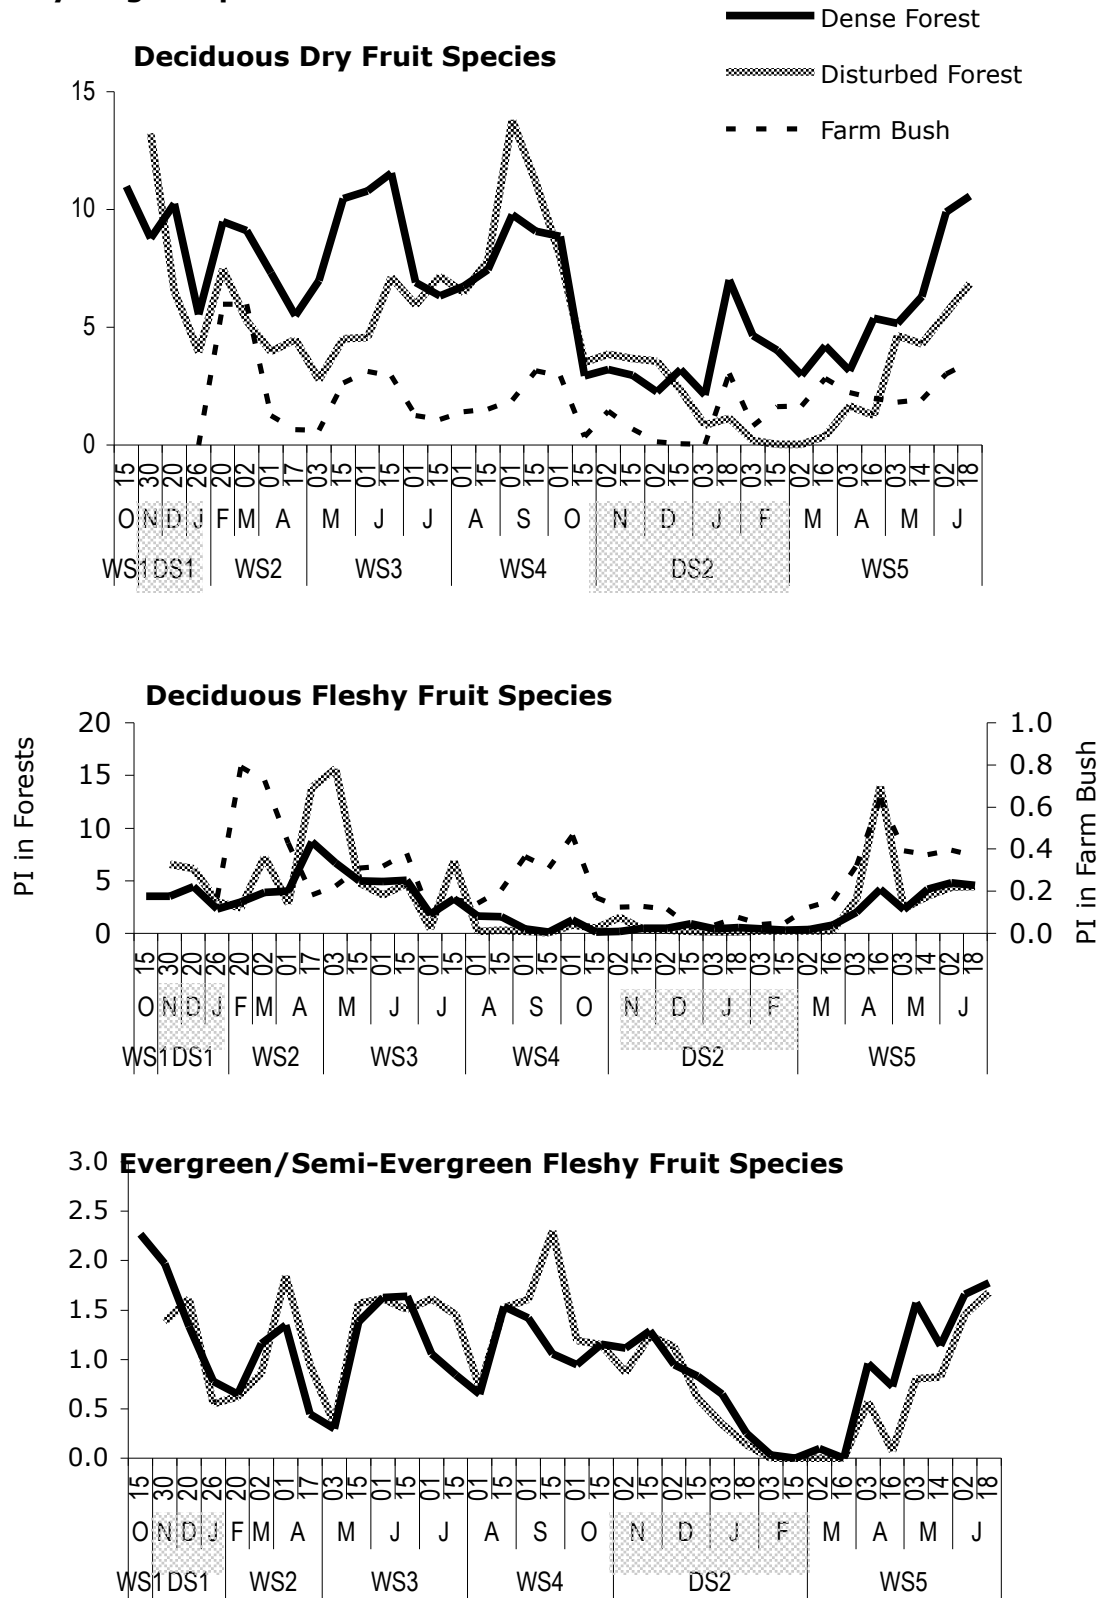 Dense Forest
Deciduous Dry Fruit Species
Disturbed Forest
Farm Bush
15
10
5
0
15 30 20 26 20 02 01 17 03 15 01 15 01 15 01 15 01 15 01 15 02 15 02 15 03 18 03 15 02 16 03 16 03 14 02 18
O N D J F M A M J J A S O N D J F M A M J
WS1 DS1 WS2 WS3 WS4 DS2 WS5
Deciduous Fleshy Fruit Species
PI in Forests
20
15
10
5
0
1.0
0.8
0.6
0.4
0.2
0.0
PI in Farm Bush
15 30 20 26 20 02 01 17 03 15 01 15 01 15 01 15 01 15 01 15 02 15 02 15 03 18 03 15 02 16 03 16 03 14 02 18
O N D J F M A M J J A S O N D J F M A M J
WS1 DS1 WS2 WS3 WS4 DS2 WS5
Evergreen/Semi-Evergreen Fleshy Fruit Species
3.0
2.5
2.0
1.5
1.0
0.5
0.0
15 30 20 26 20 02 01 17 03 15 01 15 01 15 01 15 01 15 01 15 02 15 02 15 03 18 03 15 02 16 03 16 03 14 02 18
O N D J F M A M J J A S O N D J F M A M J
WS1 DS1 WS2 WS3 WS4 DS2 WS5